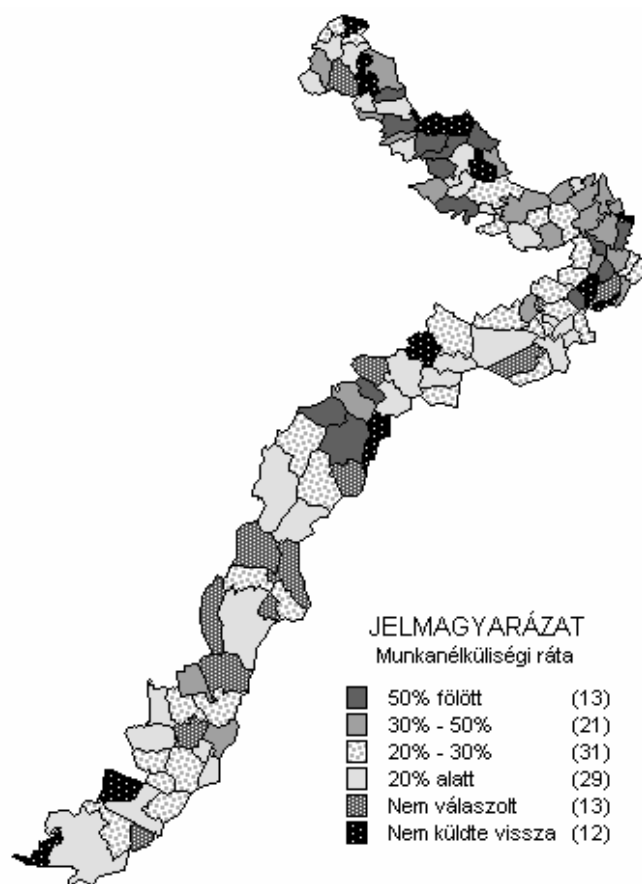 JELMAGYARÁZAT
Munkanélküliségi ráta
50% fölött (13)
30% - 50% (21)
20% - 30% (31)
20% alatt (29)
Nem válaszolt (13)
Nem küldte vissza (12)